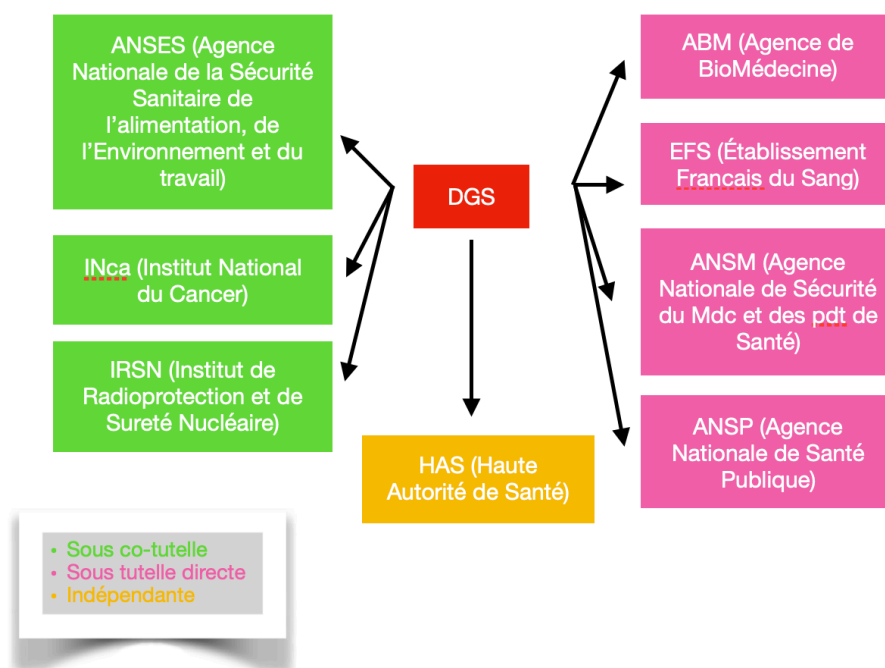 ANSES (Agence
Nationale de la Sécurité
Sanitaire de
l'alimentation, de
l'Environnement et du
travail)
INca (Institut National
du Cancer)
IRSN (Institut de
Radioprotection et de
Sureté Nucléaire)
DGS
HAS (Haute
Autorité de Santé)
ABM (Agence de
BioMédecine)
EFS (Établissement
Francais du Sang)
ANSM (Agence
Nationale de Sécurité
du Mdc et des pdt de
Santé)
ANSP (Agence
Nationale de Santé
Publique)
• Sous co-tutelle
• Sous tutelle directe
• Indépendante